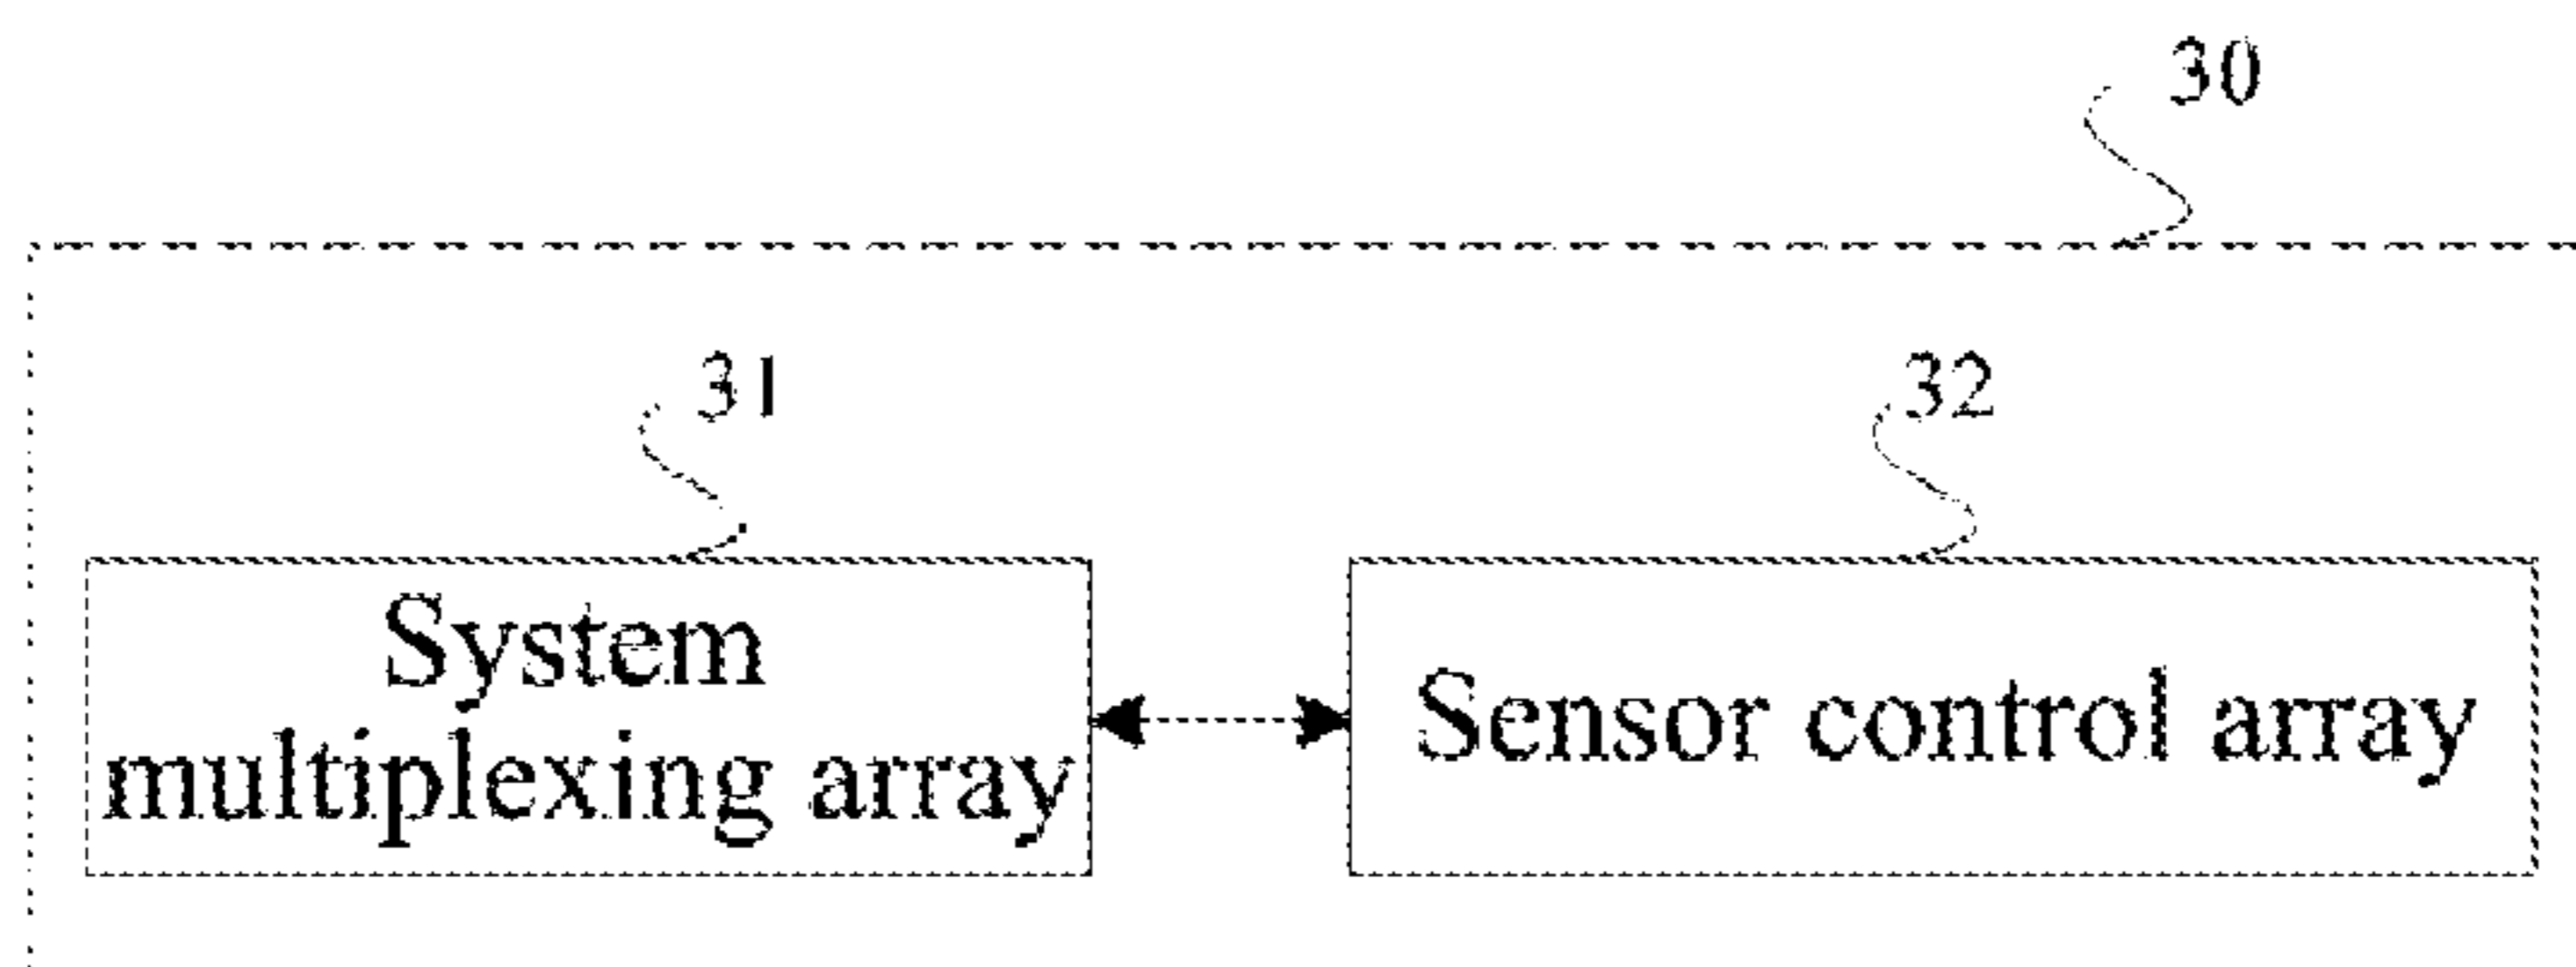 30
31
32
System
multiplexing array
Sensor control array